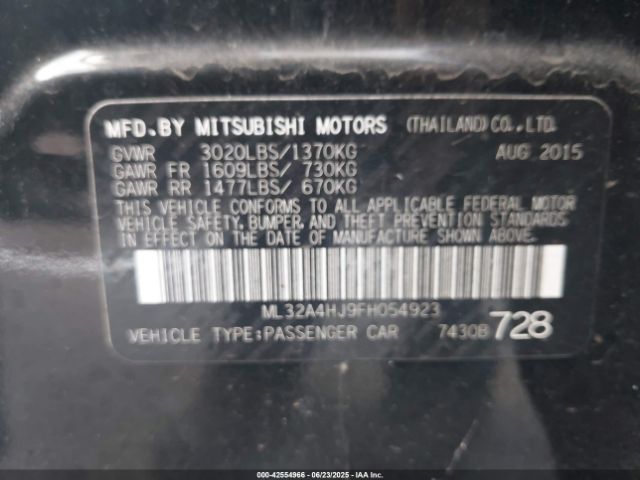 MFD.BY MITSUBISHI MOTORS (THAILAND)CO.,LTD.
GVWR 3020LBS/1370KG AUG 2015
GAWR FR 1609LBS/ 730KG
GAWR RR 1477LBS/ 670KG
THIS VEHICLE CONFORMS TO ALL APPLICABLE FEDERAL MOTOR
VEHICLE SAFETY, BUMPER, AND THEFT PREVENTION STANDARDS
IN EFFECT ON THE DATE OF MANUFACTURE SHOWN ABOVE.
ML32A4HJ9FH054923
VEHICLE TYPE:PASSENGER CAR 7430B 728
00-42554966 - 06/23/2025 - IAA Inc.